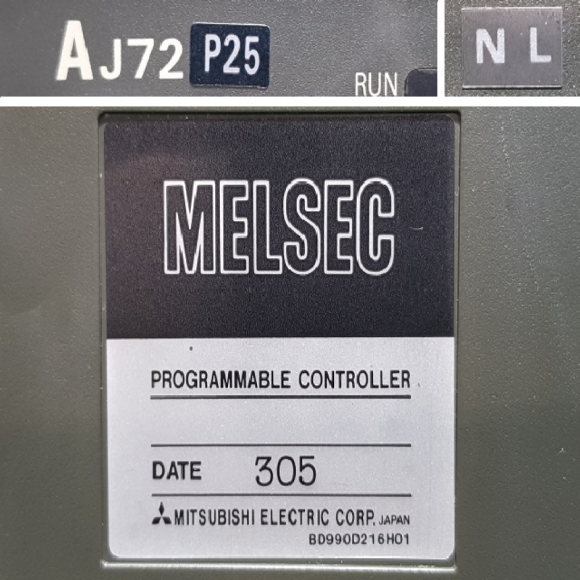 AJ72 P25
RUN
N L
MELSEC
PROGRAMMABLE CONTROLLER
DATE 305
MITSUBISHI ELECTRIC CORP. JAPAN
BD990D216H01